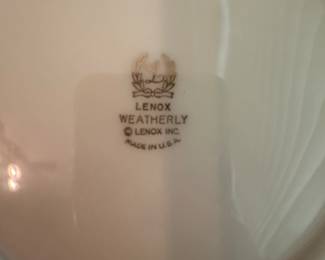 L
LENOX
WEATHERLY
© LENOX INC.
MADE IN U.S.A.